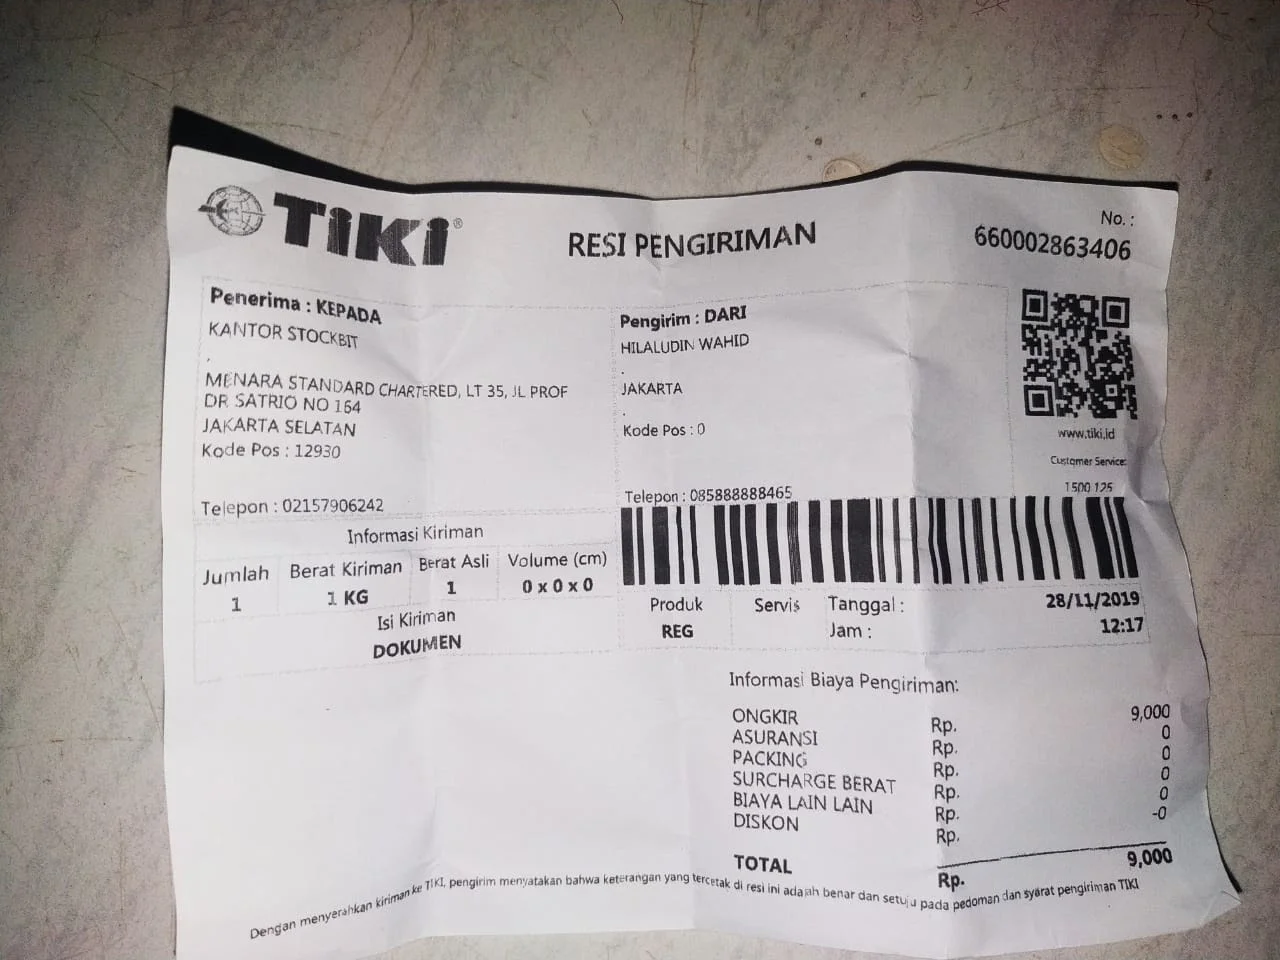 TiKi®
RESI PENGIRIMAN
No. :
660002863406
Penerima : KEPADA
KANTOR STOCKBIT
.
MENARA STANDARD CHARTERED, LT 35, JL PROF
DR SATRIO NO 164
JAKARTA SELATAN
Kode Pos : 12930
Telepon : 02157906242
Pengirim : DARI
HILALUDIN WAHID
.
JAKARTA
.
Kode Pos : 0
Telepon : 085888888465
www.tiki.id
Customer Service:
1500 125
Informasi Kiriman
Jumlah Berat Kiriman Berat Asli Volume (cm)
1 1 KG 1 0 x 0 x 0
Isi Kiriman
DOKUMEN
Produk Servis Tanggal : 28/11/2019
REG Jam : 12:17
Informasi Biaya Pengiriman:
ONGKIR Rp. 9,000
ASURANSI Rp. 0
PACKING Rp. 0
SURCHARGE BERAT Rp. 0
BIAYA LAIN LAIN Rp. 0
DISKON Rp. -0
TOTAL Rp. 9,000
Dengan menyerahkan kiriman ke TIKI, pengirim menyatakan bahwa keterangan yang tercetak di resi ini adalah benar dan setuju pada pedoman dan syarat pengiriman TIKI